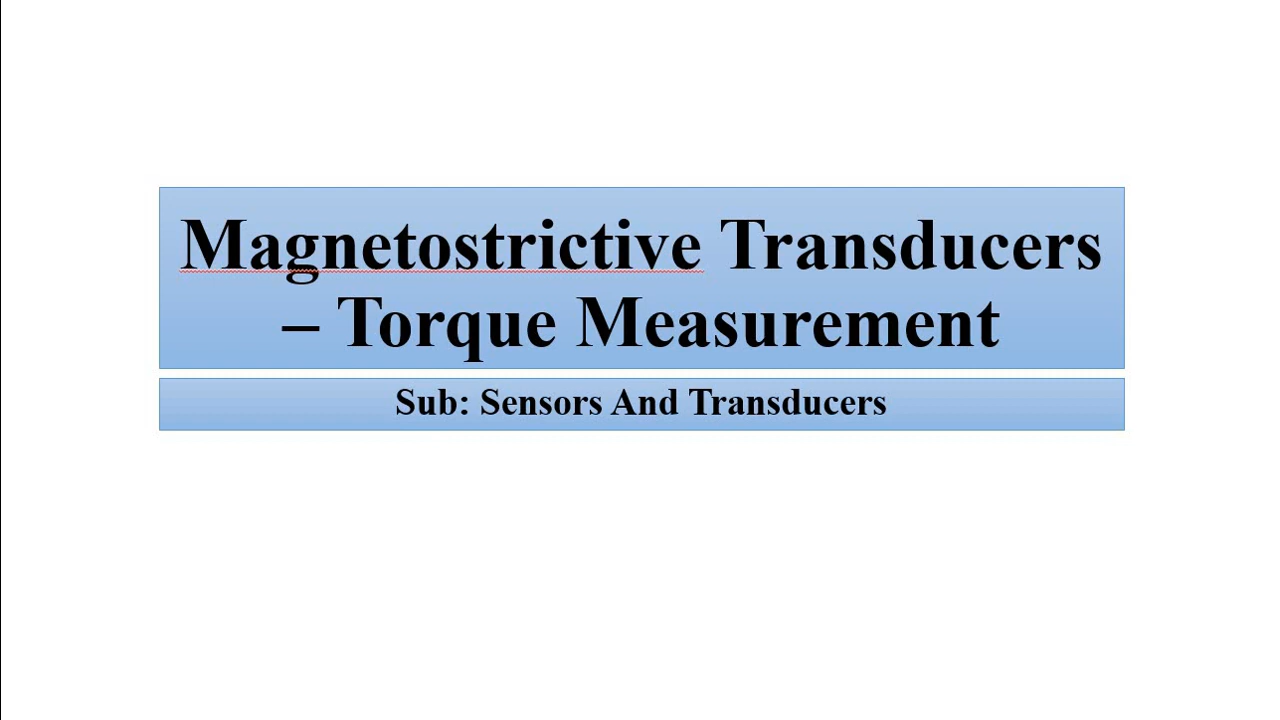 Magnetostrictive Transducers
– Torque Measurement
Sub: Sensors And Transducers